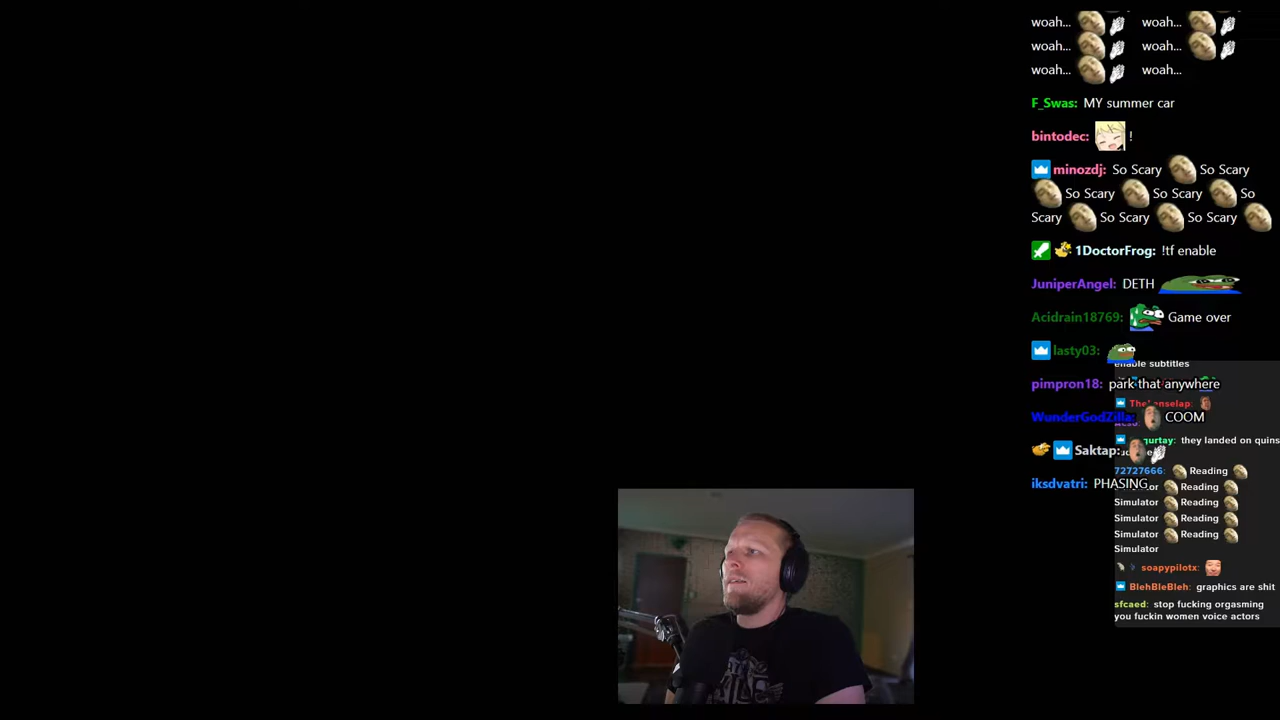 woah... woah...
woah... woah...
woah... woah...
F_Swas: MY summer car
bintodec: !
minozdj: So Scary So Scary
So Scary So Scary So
Scary So Scary So Scary
1DoctorFrog: !tf enable
JuniperAngel: DETH
Acidrain18769: Game over
lasty03:
enable subtitles
pimpron18: park that anywhere
WunderGodZilla: COOM
they landed on quins
Saktap:
72727666: Reading
iksdvatri: PHASING
Reading
Simulator Reading
Simulator Reading
Simulator Reading
Simulator
soapypilotx:
BlehBleBleh: graphics are shit
sfcaed: stop fucking orgasming
you fuckin women voice actors